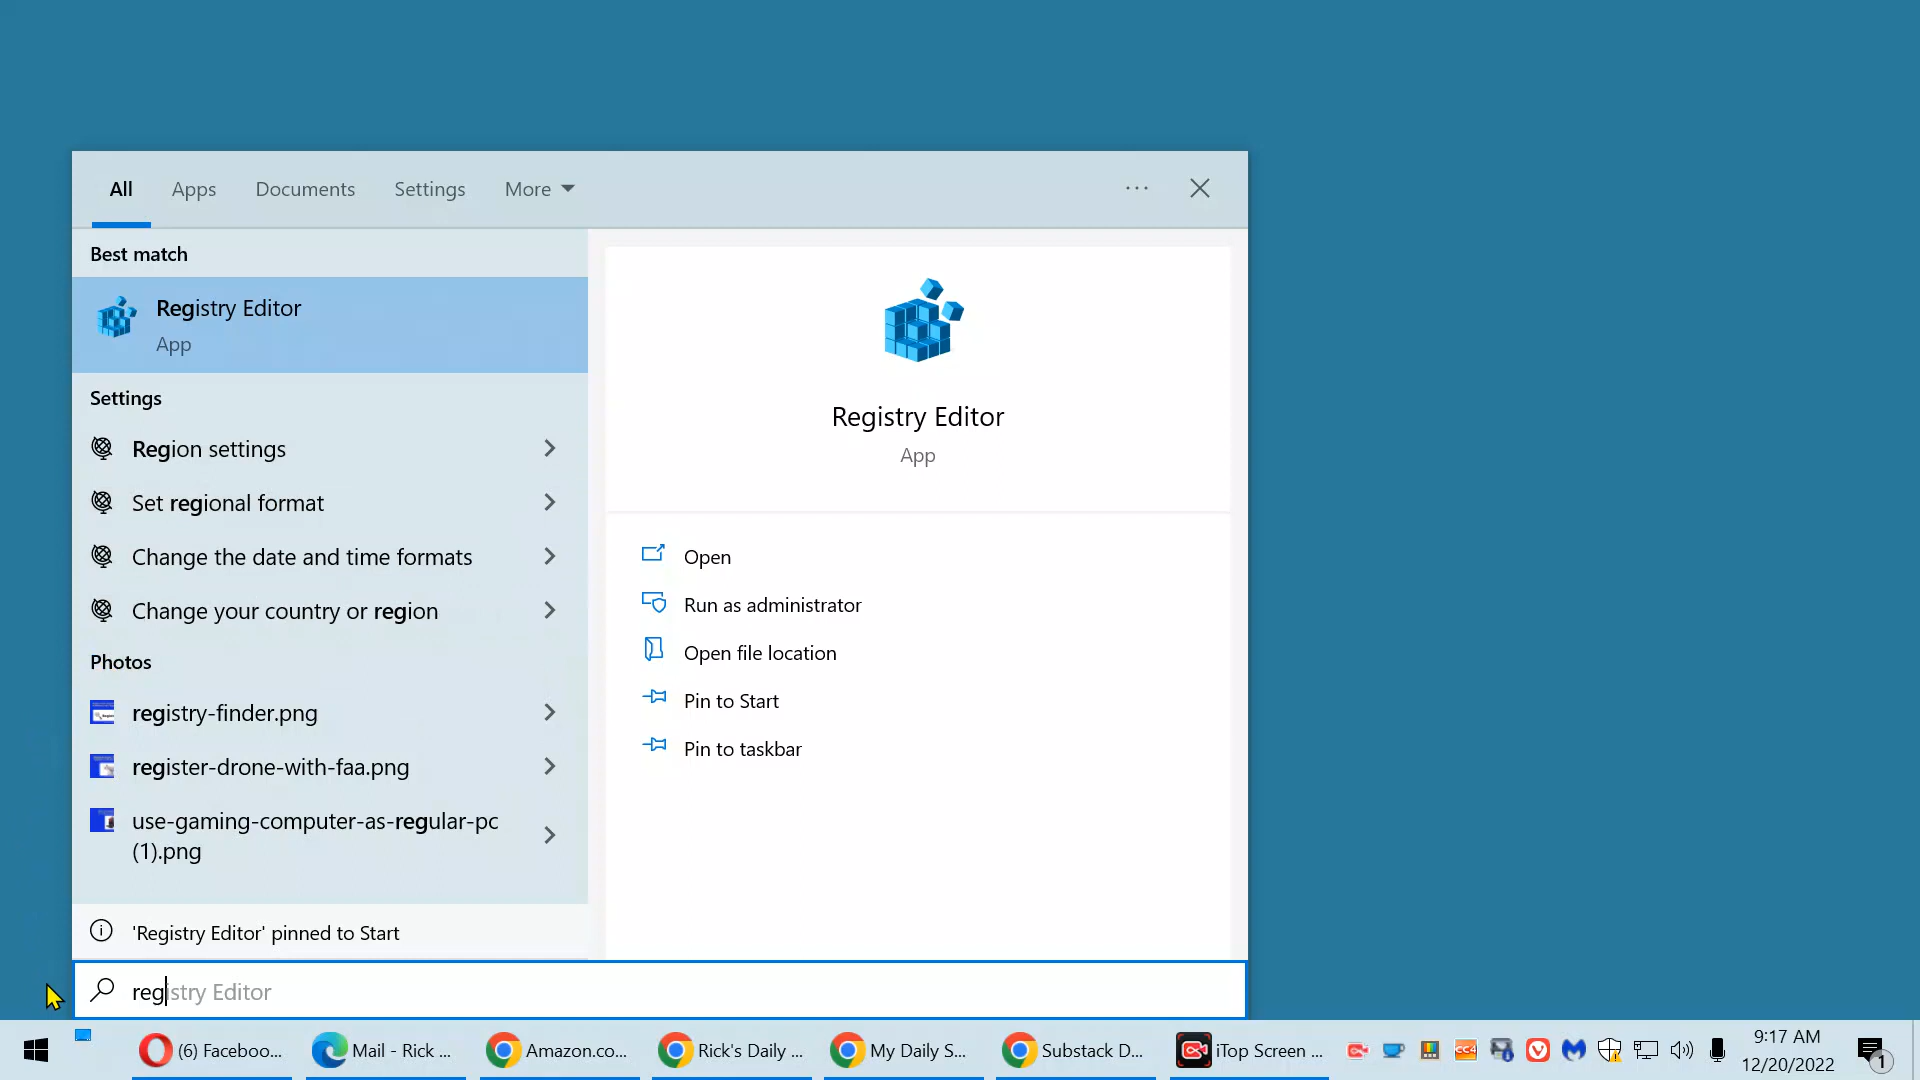 All
Apps
Documents
Settings
More
Best match
Registry Editor
App
Settings
Region settings
Set regional format
Change the date and time formats
Change your country or region
Photos
registry-finder.png
register-drone-with-faa.png
use-gaming-computer-as-regular-pc
(1).png
'Registry Editor' pinned to Start
registry Editor
Registry Editor
App
Open
Run as administrator
Open file location
Pin to Start
Pin to taskbar
(6) Faceboo...
Mail - Rick ...
Amazon.co...
Rick's Daily ...
My Daily S...
Substack D...
iTop Screen ...
CC4
9:17 AM
12/20/2022
1